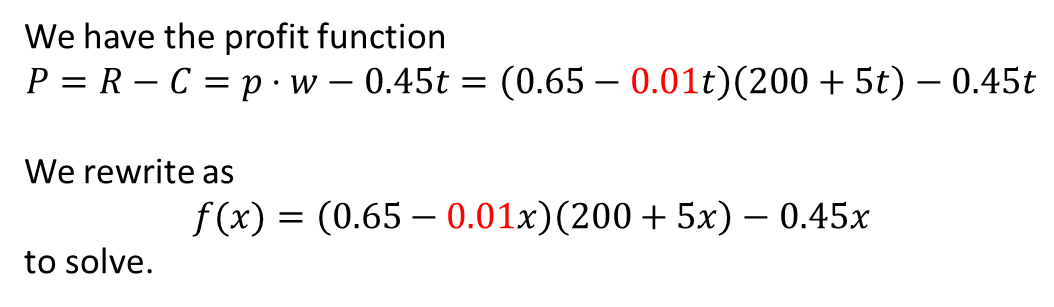 We have the profit function
P = R − C = p · w − 0.45t = (0.65 − 0.01t)(200 + 5t) − 0.45t
We rewrite as
f(x) = (0.65 − 0.01x)(200 + 5x) − 0.45x
to solve.